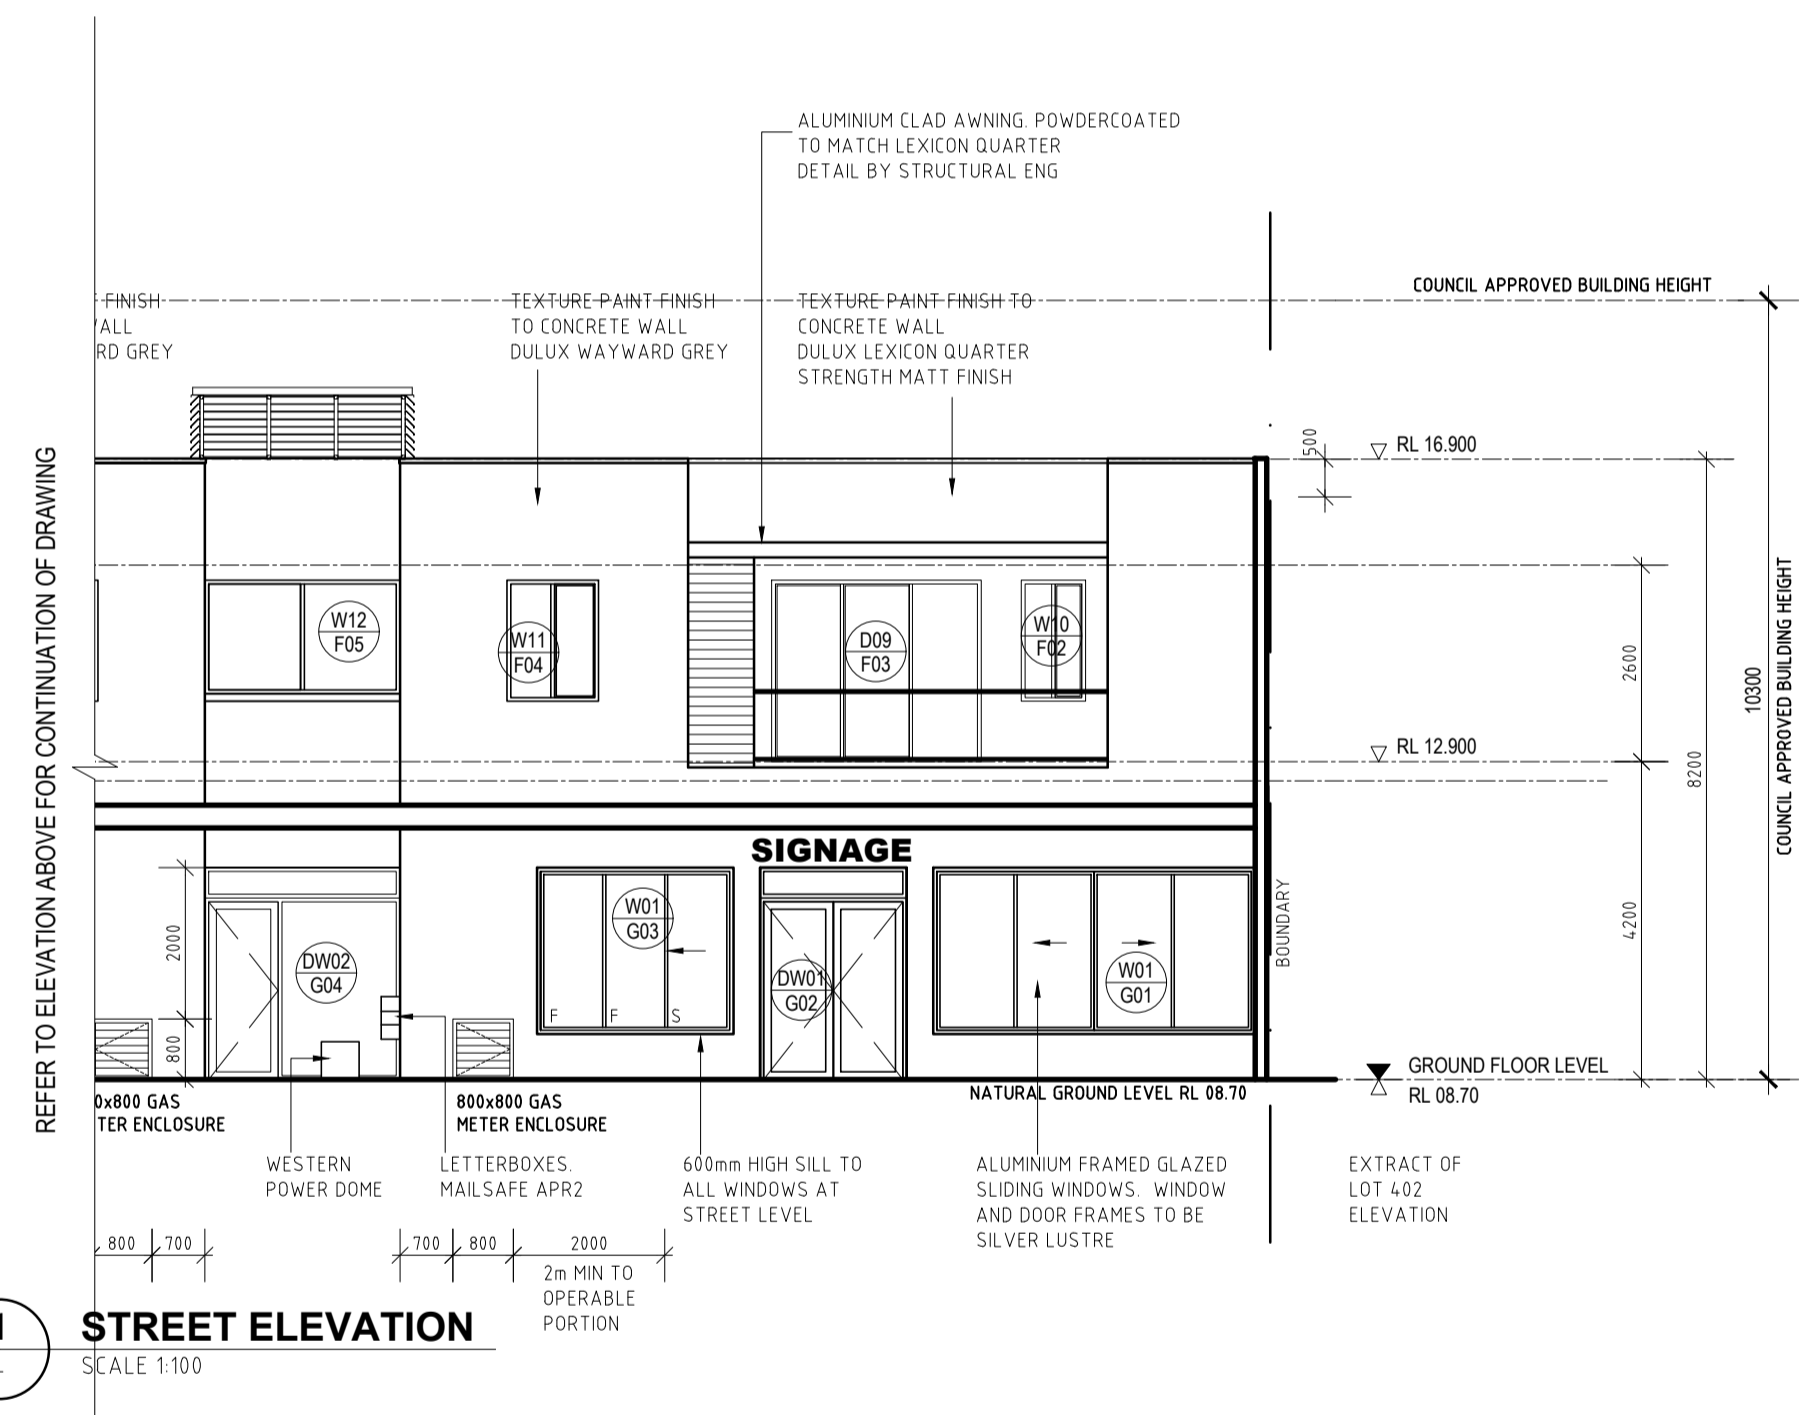 ALUMINIUM CLAD AWNING. POWDERCOATED
TO MATCH LEXICON QUARTER
DETAIL BY STRUCTURAL ENG
COUNCIL APPROVED BUILDING HEIGHT
FINISH
ALL
RD GREY
TEXTURE PAINT FINISH
TO CONCRETE WALL
DULUX WAYWARD GREY
TEXTURE PAINT FINISH TO
CONCRETE WALL
DULUX LEXICON QUARTER
STRENGTH MATT FINISH
REFER TO ELEVATION ABOVE FOR CONTINUATION OF DRAWING
500
RL 16.900
W12
F05
W11
F04
D09
F03
W10
F02
2600
10300
COUNCIL APPROVED BUILDING HEIGHT
RL 12.900
8200
SIGNAGE
2000
800
DW02
G04
W01
G03
F
F
S
DW01
G02
W01
G01
BOUNDARY
4200
GROUND FLOOR LEVEL
RL 08.70
NATURAL GROUND LEVEL RL 08.70
0x800 GAS
TER ENCLOSURE
800x800 GAS
METER ENCLOSURE
WESTERN
POWER DOME
LETTERBOXES.
MAILSAFE APR2
600mm HIGH SILL TO
ALL WINDOWS AT
STREET LEVEL
ALUMINIUM FRAMED GLAZED
SLIDING WINDOWS. WINDOW
AND DOOR FRAMES TO BE
SILVER LUSTRE
EXTRACT OF
LOT 402
ELEVATION
800
700
700
800
2000
2m MIN TO
OPERABLE
PORTION
STREET ELEVATION
SCALE 1:100